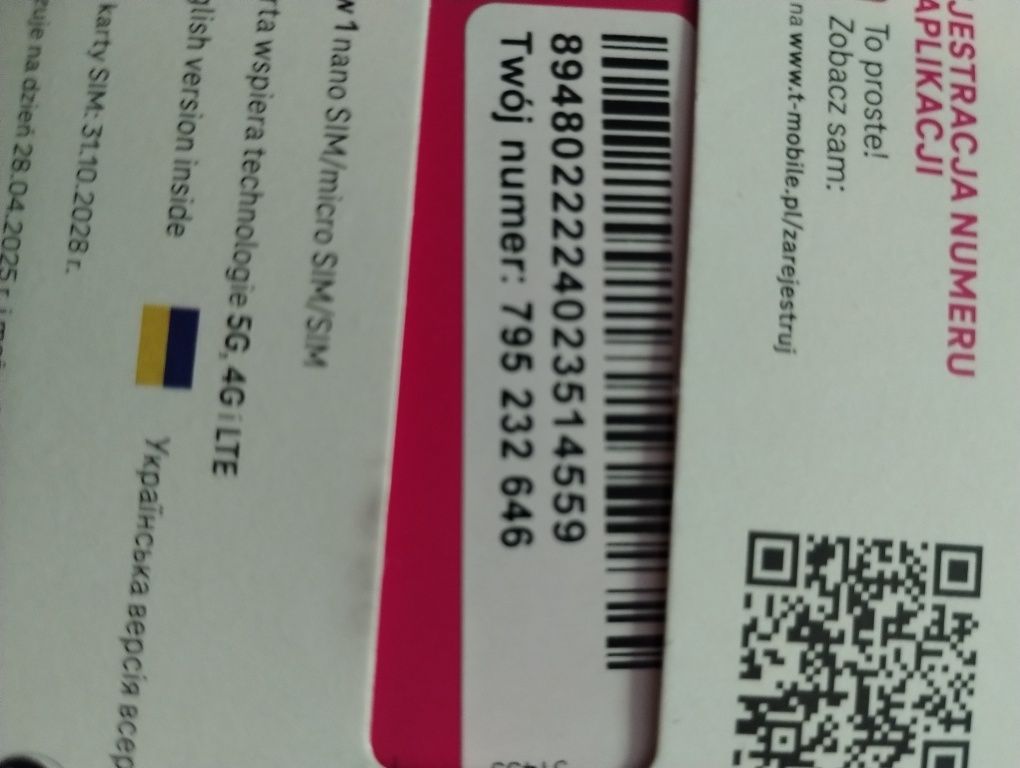 JESTRACJA NUMERU
APLIKACJI
To proste!
Zobacz sam:
na www.t-mobile.pl/zarejestruj
8948022224023514559
Twój numer: 795 232 646
w 1 nano SIM/micro SIM/SIM
rta wspiera technologie 5G, 4G i LTE
glish version inside
Українська версія всер
karty SIM: 31.10.2028 r.
na dzień 28.04.2025 r. i